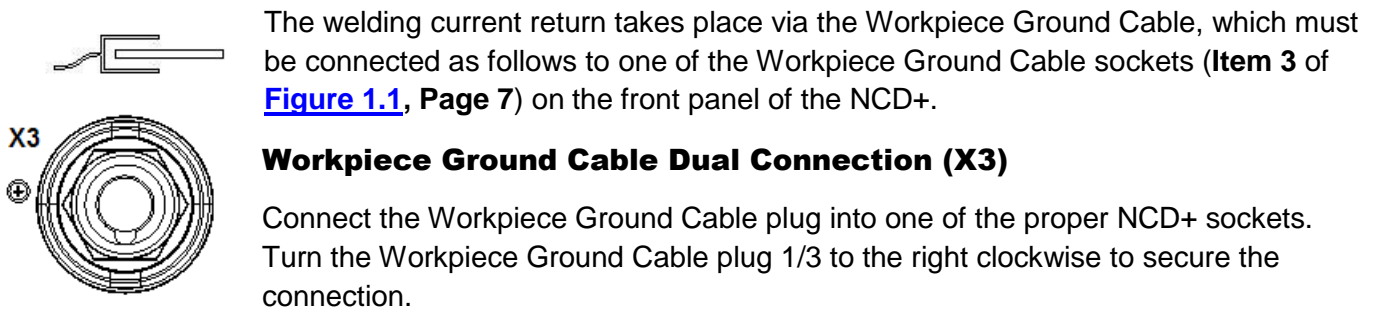 The welding current return takes place via the Workpiece Ground Cable, which must
be connected as follows to one of the Workpiece Ground Cable sockets (Item 3 of
Figure 1.1, Page 7) on the front panel of the NCD+.
X3
Workpiece Ground Cable Dual Connection (X3)
Connect the Workpiece Ground Cable plug into one of the proper NCD+ sockets.
Turn the Workpiece Ground Cable plug 1/3 to the right clockwise to secure the
connection.